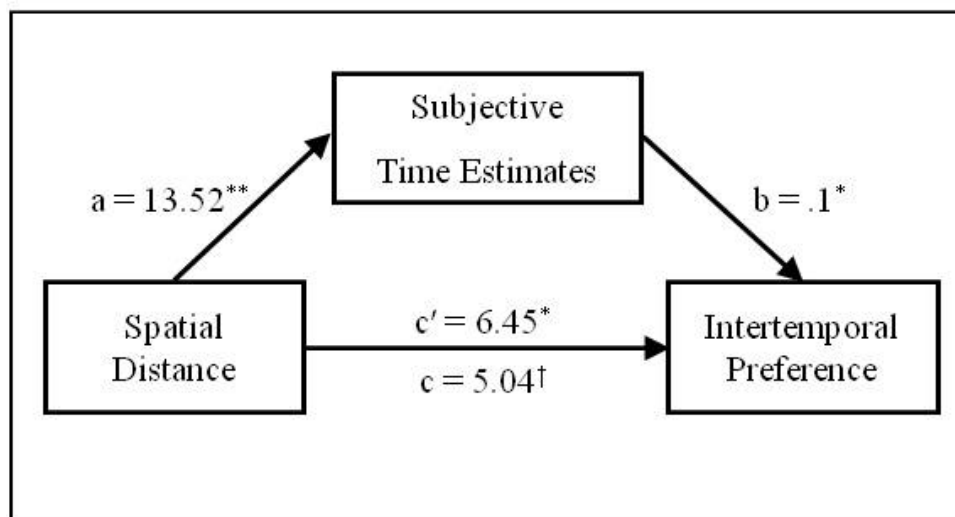 Subjective
Time Estimates
a = 13.52**
b = .1*
Spatial
Distance
c′ = 6.45*
c = 5.04†
Intertemporal
Preference